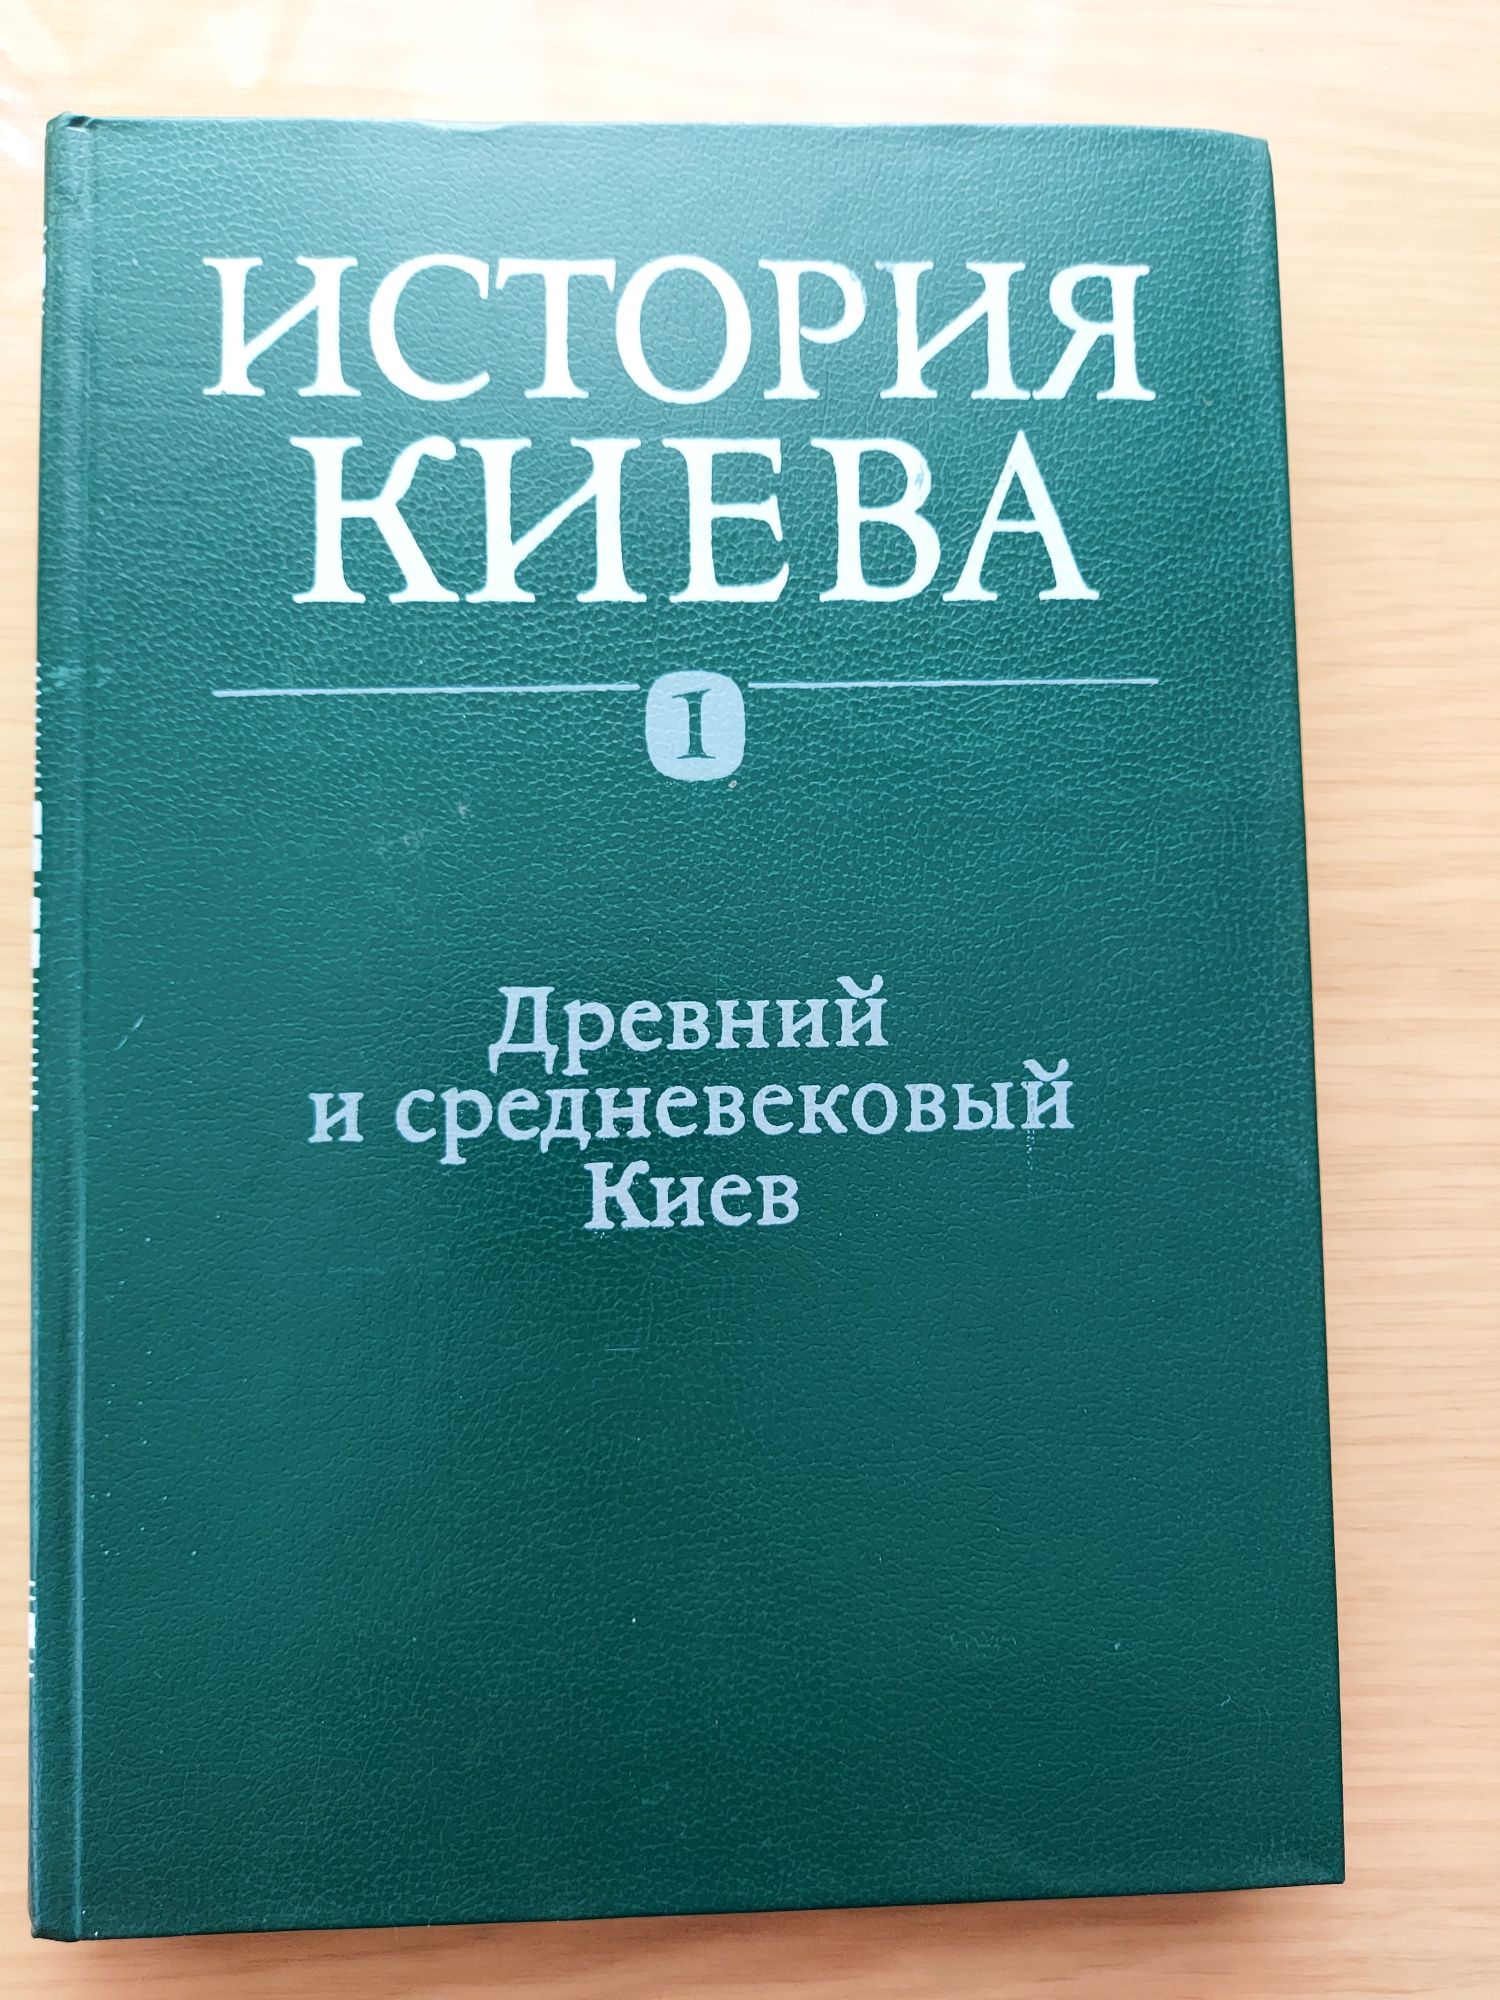 ИСТОРИЯ
КИЕВА
1
Древний
и средневековый
Киев